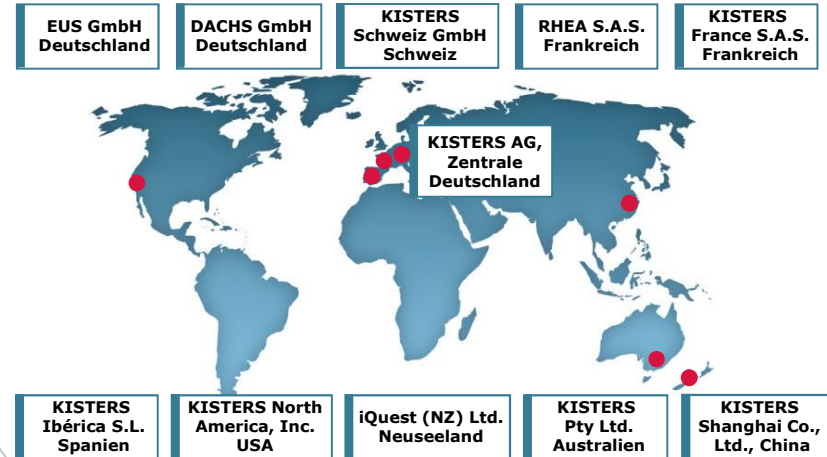 EUS GmbH
Deutschland
DACHS GmbH
Deutschland
KISTERS
Schweiz GmbH
Schweiz
RHEA S.A.S.
Frankreich
KISTERS
France S.A.S.
Frankreich
KISTERS AG,
Zentrale
Deutschland
KISTERS
Ibérica S.L.
Spanien
KISTERS North
America, Inc.
USA
iQuest (NZ) Ltd.
Neuseeland
KISTERS
Pty Ltd.
Australien
KISTERS
Shanghai Co.,
Ltd., China